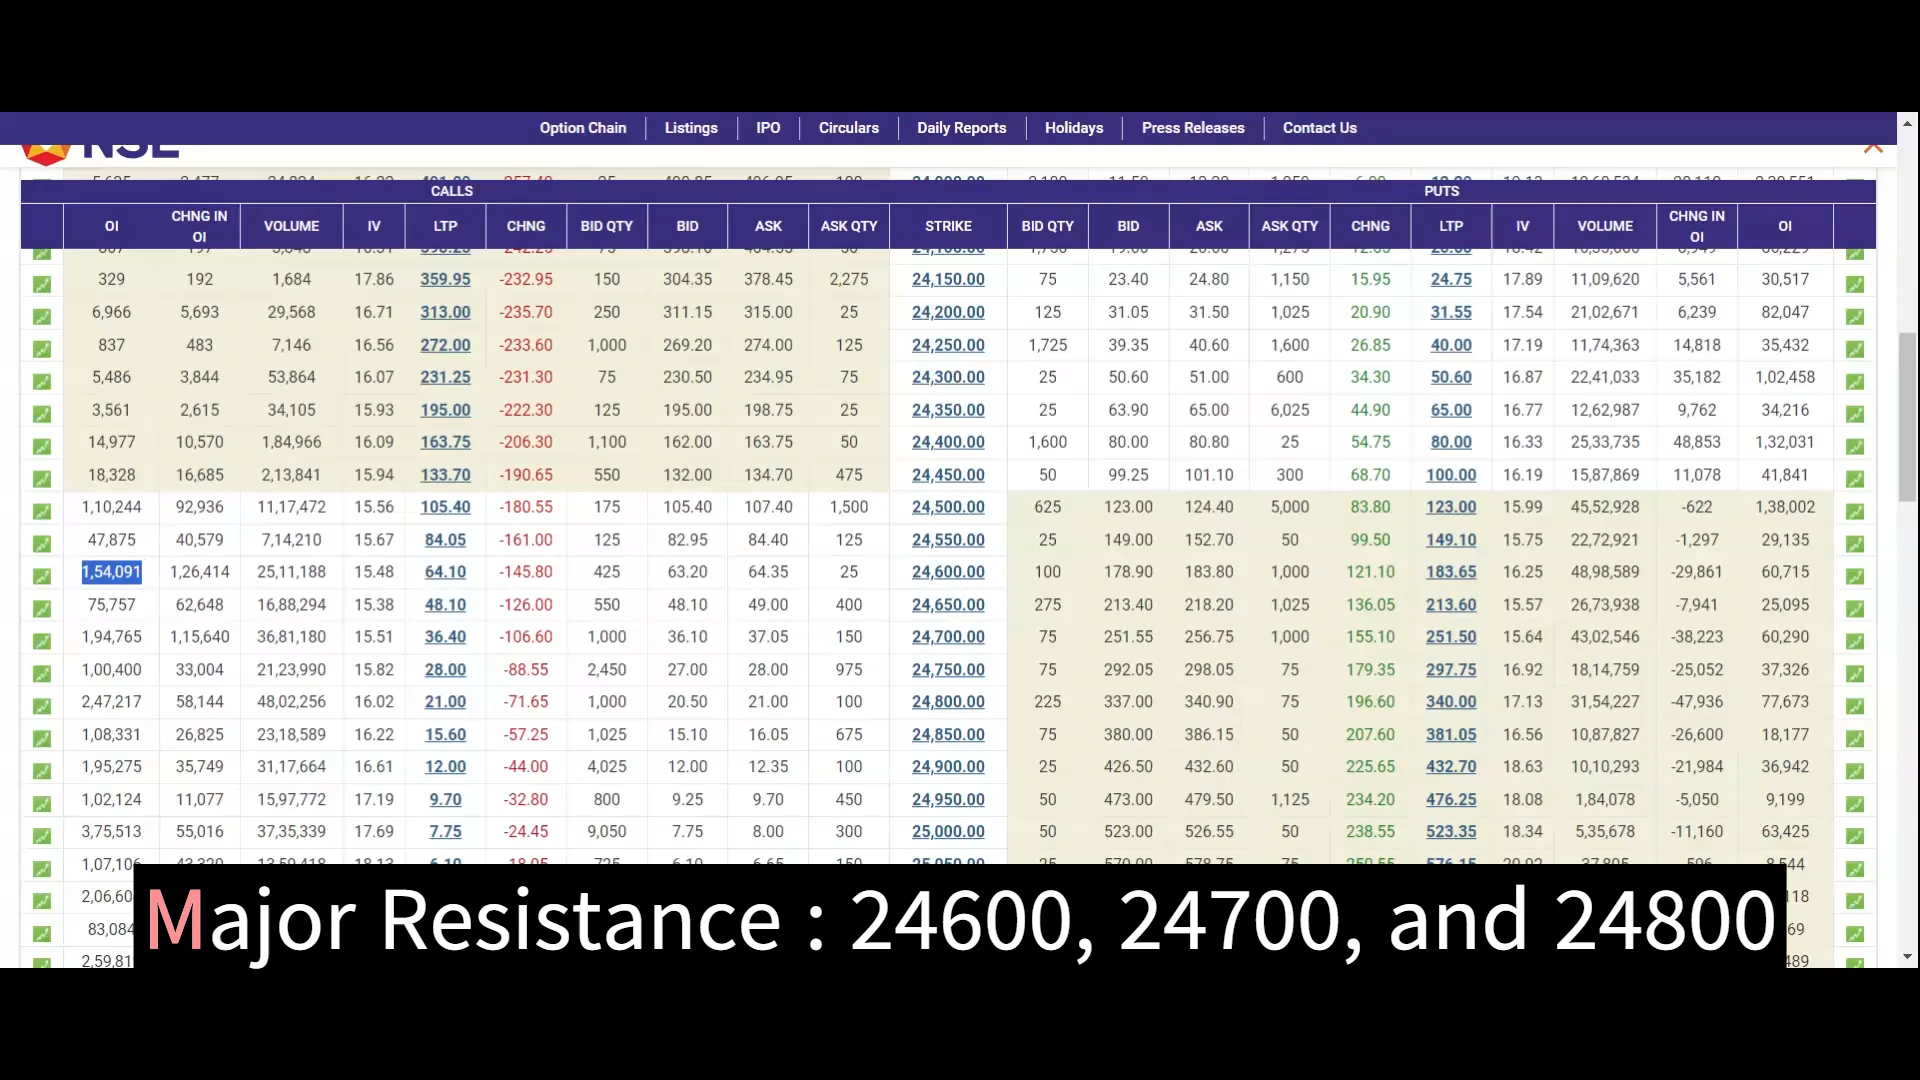 Option Chain Listings IPO Circulars Daily Reports Holidays Press Releases Contact Us
NSE
CALLS PUTS
OI CHNG IN OI VOLUME IV LTP CHNG BID QTY BID ASK ASK QTY STRIKE BID QTY BID ASK ASK QTY CHNG LTP IV VOLUME CHNG IN OI OI
329 192 1,684 17.86 359.95 -232.95 150 304.35 378.45 2,275 24,150.00 75 23.40 24.80 1,150 15.95 24.75 17.89 11,09,620 5,561 30,517
6,966 5,693 29,568 16.71 313.00 -235.70 250 311.15 315.00 25 24,200.00 125 31.05 31.50 1,025 20.90 31.55 17.54 21,02,671 6,239 82,047
837 483 7,146 16.56 272.00 -233.60 1,000 269.20 274.00 125 24,250.00 1,725 39.35 40.60 1,600 26.85 40.00 17.19 11,74,363 14,818 35,432
5,486 3,844 53,864 16.07 231.25 -231.30 75 230.50 234.95 75 24,300.00 25 50.60 51.00 600 34.30 50.60 16.87 22,41,033 35,182 1,02,458
3,561 2,615 34,105 15.93 195.00 -222.30 125 195.00 198.75 25 24,350.00 25 63.90 65.00 6,025 44.90 65.00 16.77 12,62,987 9,762 34,216
14,977 10,570 1,84,966 16.09 163.75 -206.30 1,100 162.00 163.75 50 24,400.00 1,600 80.00 80.80 25 54.75 80.00 16.33 25,33,735 48,853 1,32,031
18,328 16,685 2,13,841 15.94 133.70 -190.65 550 132.00 134.70 475 24,450.00 50 99.25 101.10 300 68.70 100.00 16.19 15,87,869 11,078 41,841
1,10,244 92,936 11,17,472 15.56 105.40 -180.55 175 105.40 107.40 1,500 24,500.00 625 123.00 124.40 5,000 83.80 123.00 15.99 45,52,928 -622 1,38,002
47,875 40,579 7,14,210 15.67 84.05 -161.00 125 82.95 84.40 125 24,550.00 25 149.00 152.70 50 99.50 149.10 15.75 22,72,921 -1,297 29,135
1,54,091 1,26,414 25,11,188 15.48 64.10 -145.80 425 63.20 64.35 25 24,600.00 100 178.90 183.80 1,000 121.10 183.65 16.25 48,98,589 -29,861 60,715
75,757 62,648 16,88,294 15.38 48.10 -126.00 550 48.10 49.00 400 24,650.00 275 213.40 218.20 1,025 136.05 213.60 15.57 26,73,938 -7,941 25,095
1,94,765 1,15,640 36,81,180 15.51 36.40 -106.60 1,000 36.10 37.05 150 24,700.00 75 251.55 256.75 1,000 155.10 251.50 15.64 43,02,546 -38,223 60,290
1,00,400 33,004 21,23,990 15.82 28.00 -88.55 2,450 27.00 28.00 975 24,750.00 75 292.05 298.05 75 179.35 297.75 16.92 18,14,759 -25,052 37,326
2,47,217 58,144 48,02,256 16.02 21.00 -71.65 1,000 20.50 21.00 100 24,800.00 225 337.00 340.90 75 196.60 340.00 17.13 31,54,227 -47,936 77,673
1,08,331 26,825 23,18,589 16.22 15.60 -57.25 1,025 15.10 16.05 675 24,850.00 75 380.00 386.15 50 207.60 381.05 16.56 10,87,827 -26,600 18,177
1,95,275 35,749 31,17,664 16.61 12.00 -44.00 4,025 12.00 12.35 100 24,900.00 25 426.50 432.60 50 225.65 432.70 18.63 10,10,293 -21,984 36,942
1,02,124 11,077 15,97,772 17.19 9.70 -32.80 800 9.25 9.70 450 24,950.00 50 473.00 479.50 1,125 234.20 476.25 18.08 1,84,078 -5,050 9,199
3,75,513 55,016 37,35,339 17.69 7.75 -24.45 9,050 7.75 8.00 300 25,000.00 50 523.00 526.55 50 238.55 523.35 18.34 5,35,678 -11,160 63,425
83,084
Major Resistance : 24600, 24700, and 24800